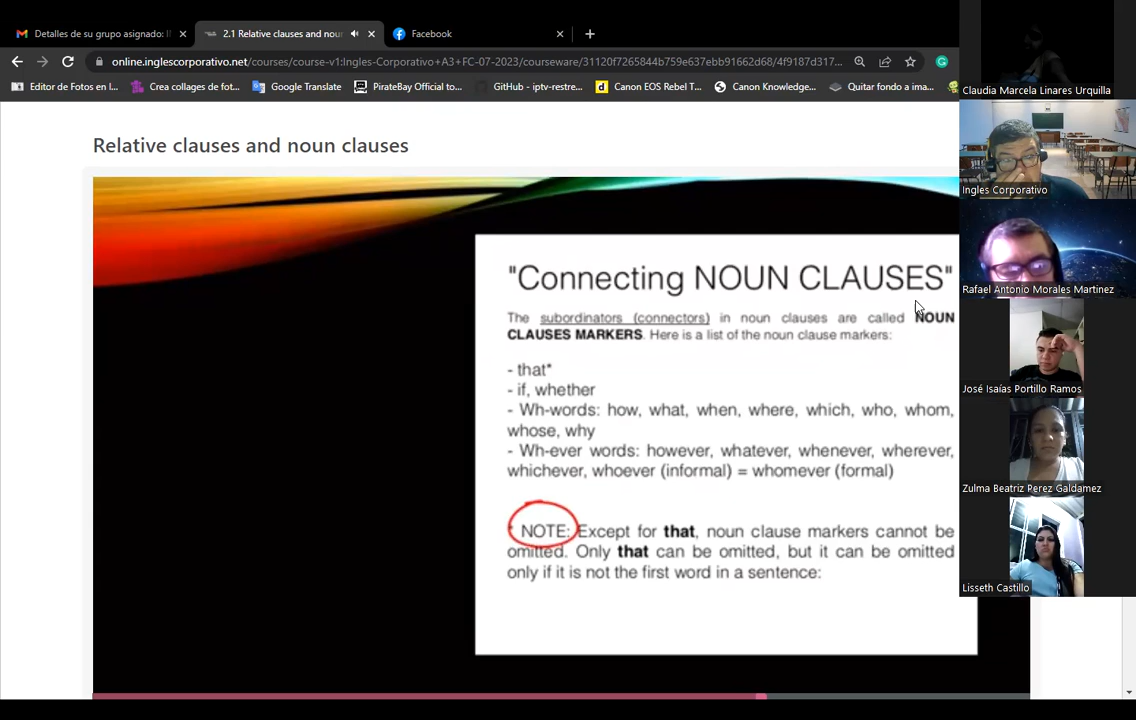 Detalles de su grupo asignado: I
2.1 Relative clauses and noun
Facebook
online.inglescorporativo.net/courses/course-v1:Ingles-Corporativo+A3+FC-07-2023/courseware/31120f7265844b759e637ebb91662d68/4f9187d317...
Editor de Fotos en l...
Crea collages de fot...
Google Translate
PirateBay Official to...
GitHub - iptv-restre...
Canon EOS Rebel T...
Canon Knowledge...
Quitar fondo a ima...
Relative clauses and noun clauses
"Connecting NOUN CLAUSES"
The subordinators (connectors) in noun clauses are called NOUN
CLAUSES MARKERS. Here is a list of the noun clause markers:
- that*
- if, whether
- Wh-words: how, what, when, where, which, who, whom,
whose, why
- Wh-ever words: however, whatever, whenever, wherever,
whichever, whoever (informal) = whomever (formal)
* NOTE: Except for that, noun clause markers cannot be
omitted. Only that can be omitted, but it can be omitted
only if it is not the first word in a sentence:
Claudia Marcela Linares Urquilla
Ingles Corporativo
Rafael Antonio Morales Martinez
José Isaías Portillo Ramos
Zulma Beatriz Perez Galdamez
Lisseth Castillo